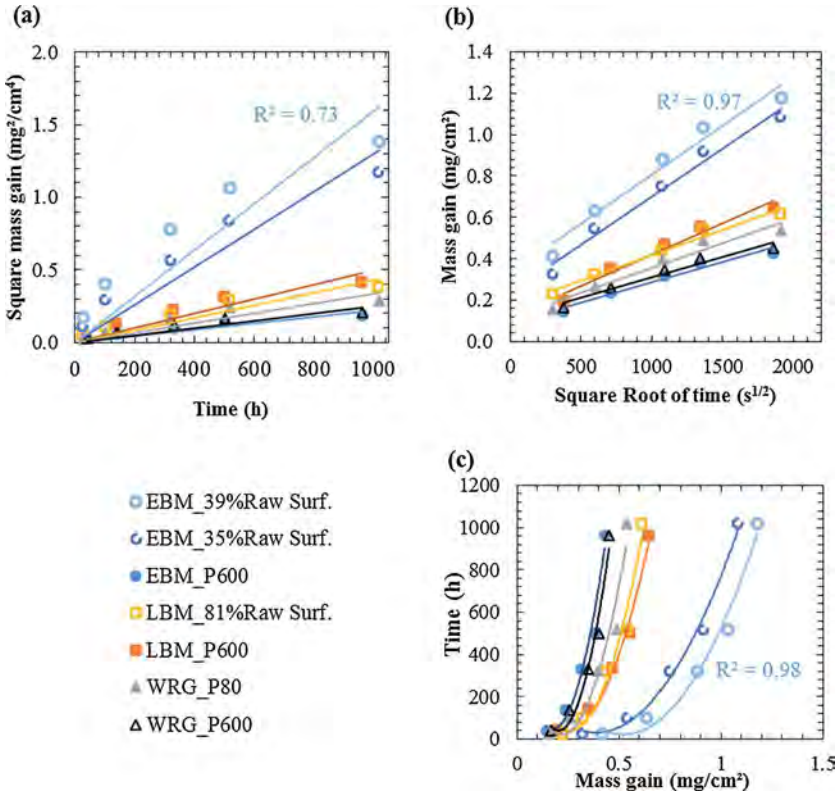 (a)
Square mass gain (mg²/cm⁴)
2.0
1.5
1.0
0.5
0.0
R² = 0.73
0 200 400 600 800 1000
Time (h)
(b)
Mass gain (mg/cm²)
1.4
1.2
1.0
0.8
0.6
0.4
0.2
0.0
R² = 0.97
0 500 1000 1500 2000
Square Root of time (s^1/2)
EBM_39%Raw Surf.
EBM_35%Raw Surf.
EBM_P600
LBM_81%Raw Surf.
LBM_P600
WRG_P80
WRG_P600
(c)
Time (h)
1200
1000
800
600
400
200
0
R² = 0.98
0 0.5 1 1.5
Mass gain (mg/cm²)